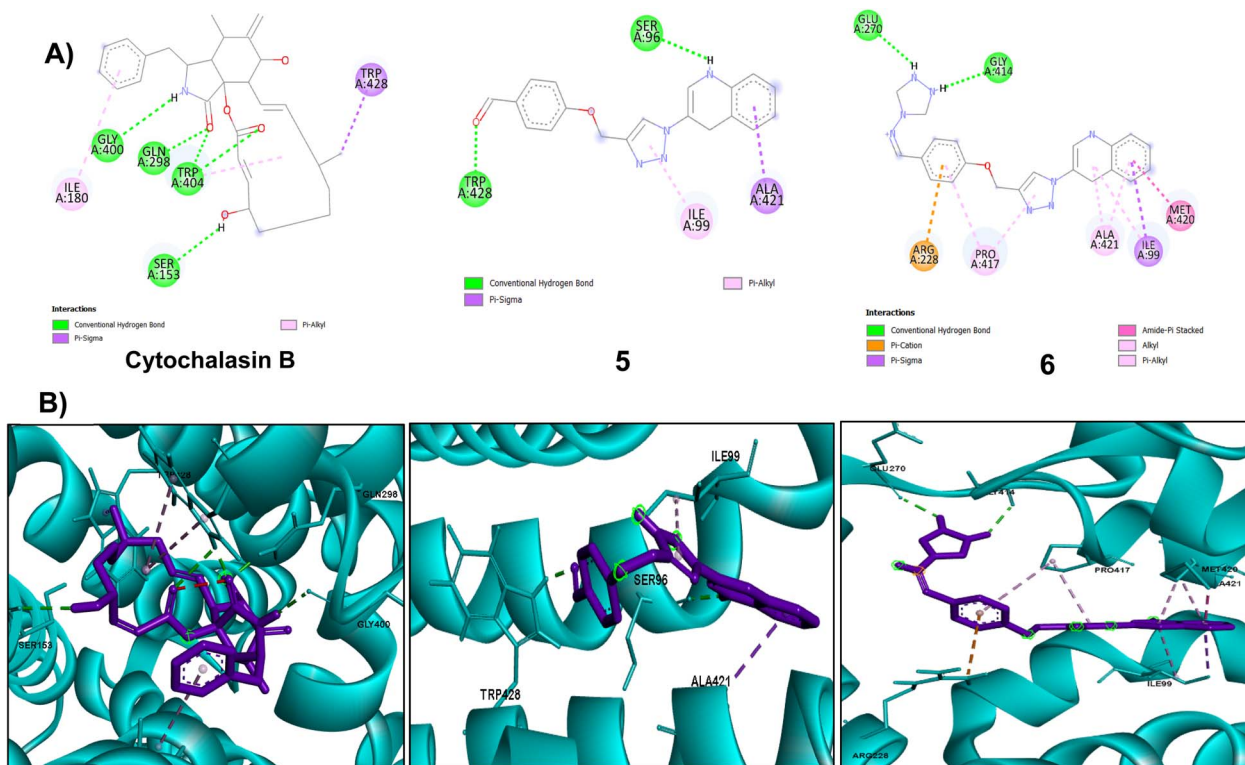 A)
TRP
A:428
GLY
A:400
GLN
A:298
TRP
A:404
ILE
A:180
SER
A:153
H
N
O
O
O
O
O
H
Interactions
Conventional Hydrogen Bond
Pi-Sigma
Pi-Alkyl
Cytochalasin B
SER
A:96
TRP
A:428
ILE
A:99
ALA
A:421
H
N
O
O
N
N
N
Conventional Hydrogen Bond
Pi-Sigma
Pi-Alkyl
5
GLU
A:270
GLY
A:414
ARG
A:228
PRO
A:417
ALA
A:421
ILE
A:99
MET
A:420
H
N
N
H
N
N
O
N
N
N
N
Interactions
Conventional Hydrogen Bond
Pi-Cation
Pi-Sigma
Amide-Pi Stacked
Alkyl
Pi-Alkyl
6
B)
GLN298
SER153
GLY400
ILE99
SER96
TRP428
ALA421
GLU270
PRO417
MET420
ILE99
ARG228